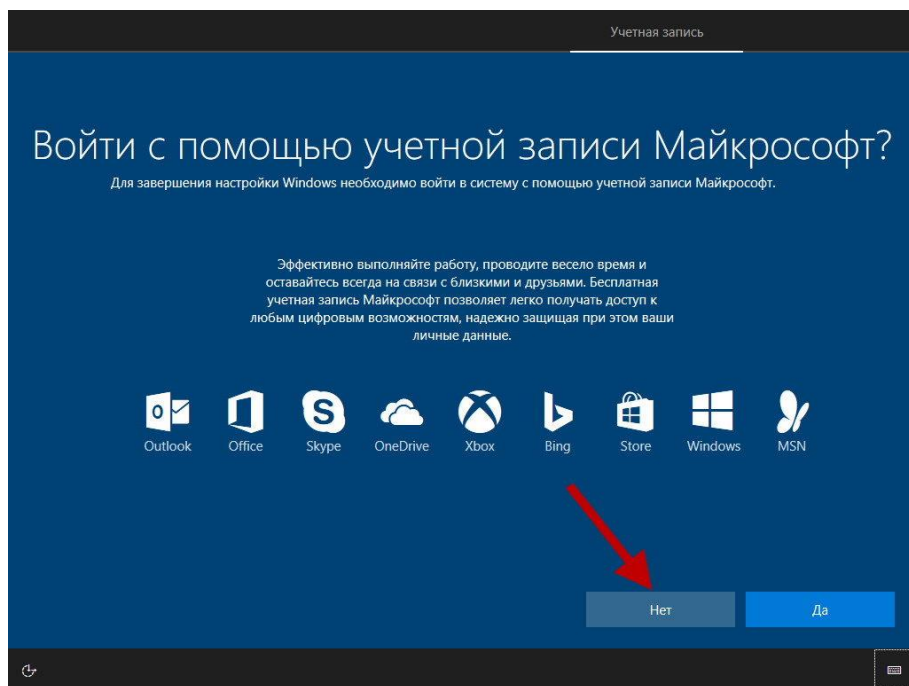 Учетная запись
Войти с помощью учетной записи Майкрософт?
Для завершения настройки Windows необходимо войти в систему с помощью учетной записи Майкрософт.
Эффективно выполняйте работу, проводите весело время и
оставайтесь всегда на связи с близкими и друзьями. Бесплатная
учетная запись Майкрософт позволяет легко получать доступ к
любым цифровым возможностям, надежно защищая при этом ваши
личные данные.
Outlook Office Skype OneDrive Xbox Bing Store Windows MSN
Нет Да